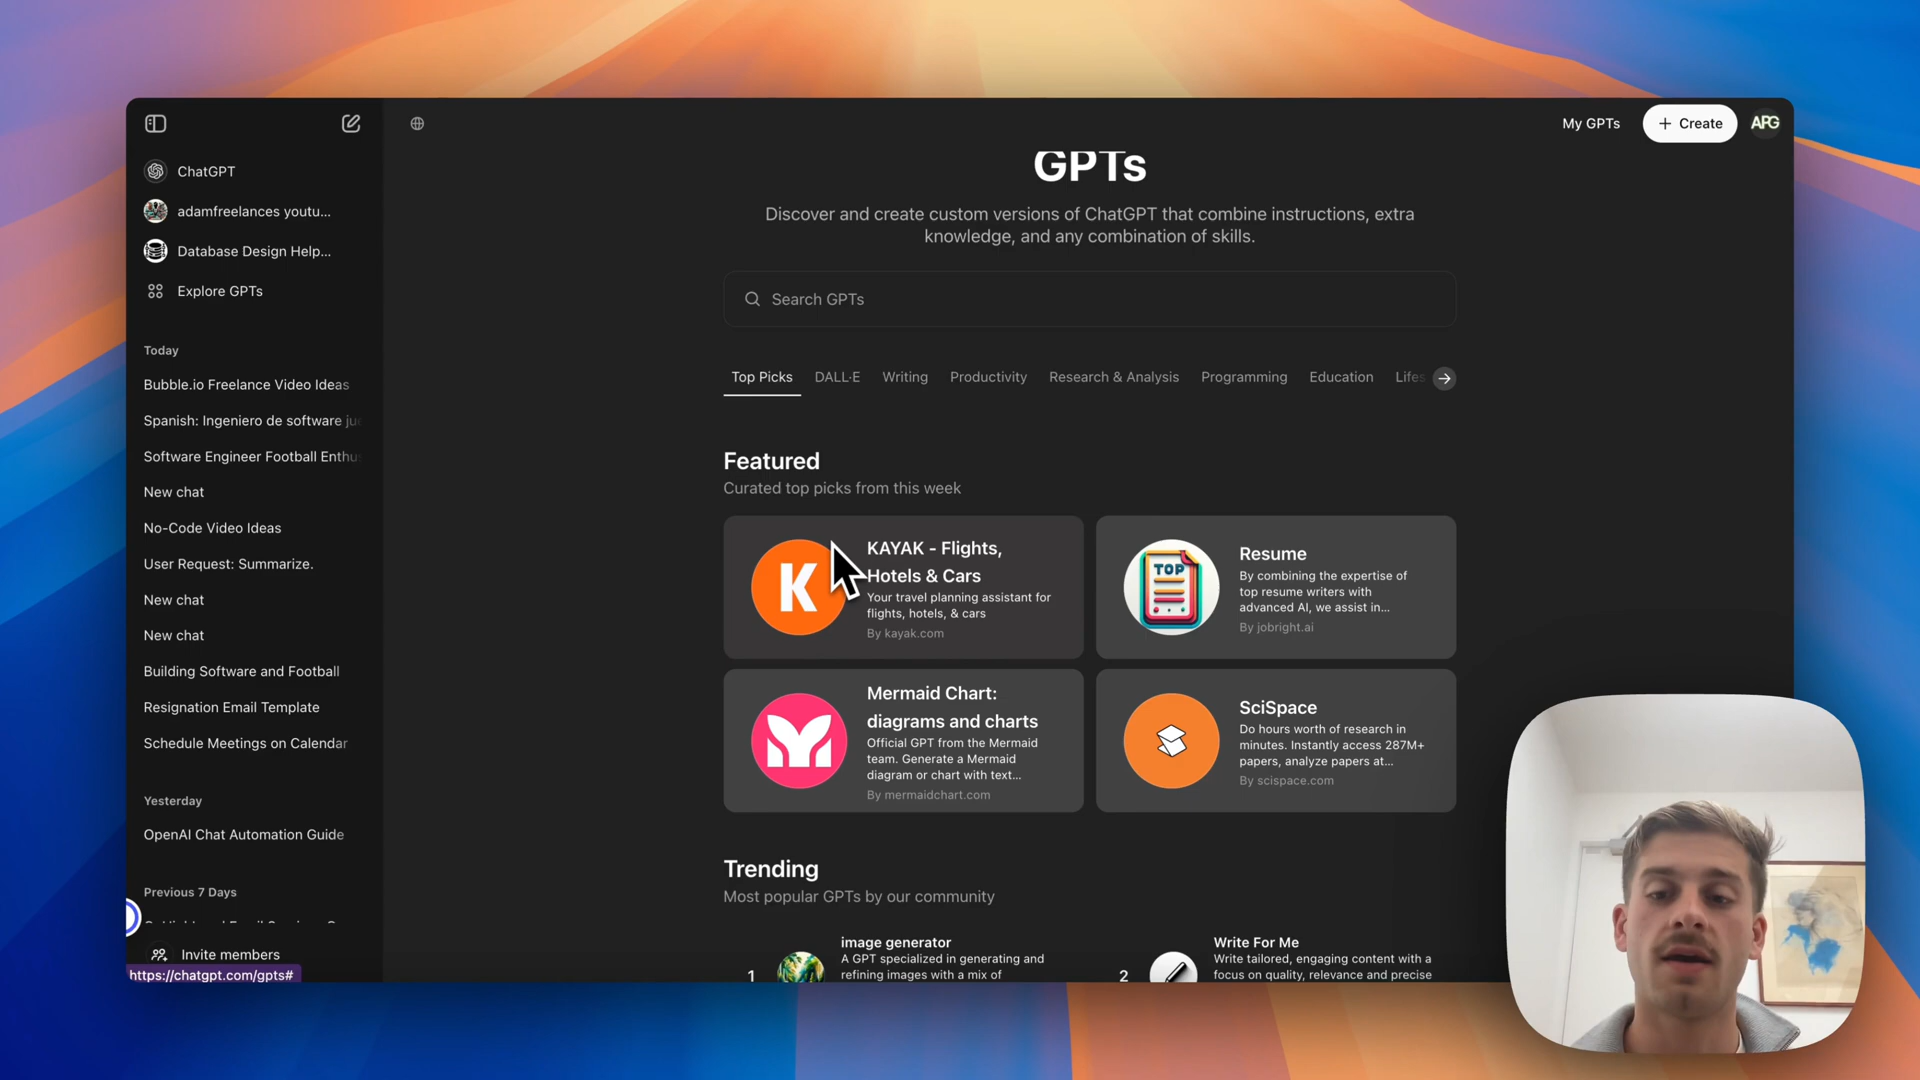 My GPTs
Create
APG
ChatGPT
adamfreelances youtu...
Database Design Help...
Explore GPTs
Today
Bubble.io Freelance Video Ideas
Spanish: Ingeniero de software
Software Engineer Football
New chat
No-Code Video Ideas
User Request: Summarize.
New chat
New chat
Building Software and Football
Resignation Email Template
Schedule Meetings on Calendar
Yesterday
OpenAI Chat Automation Guide
Previous 7 Days
Invite members
https://chatgpt.com/gpts#
GPTs
Discover and create custom versions of ChatGPT that combine instructions, extra
knowledge, and any combination of skills.
Search GPTs
Top Picks DALL·E Writing Productivity Research & Analysis Programming Education
Featured
Curated top picks from this week
K
KAYAK - Flights,
Hotels & Cars
Your travel planning assistant for
flights, hotels, & cars
By kayak.com
TOP
Resume
By combining the expertise of
top resume writers with
advanced AI, we assist in...
By jobright.ai
Mermaid Chart:
diagrams and charts
Official GPT from the Mermaid
team. Generate a Mermaid
diagram or chart with text...
By mermaidchart.com
SciSpace
Do hours worth of research in
minutes. Instantly access 287M+
papers, analyze papers at...
By scispace.com
Trending
Most popular GPTs by our community
1
image generator
A GPT specialized in generating and
refining images with a mix of
2
Write For Me
Write tailored, engaging content with a
focus on quality, relevance and precise